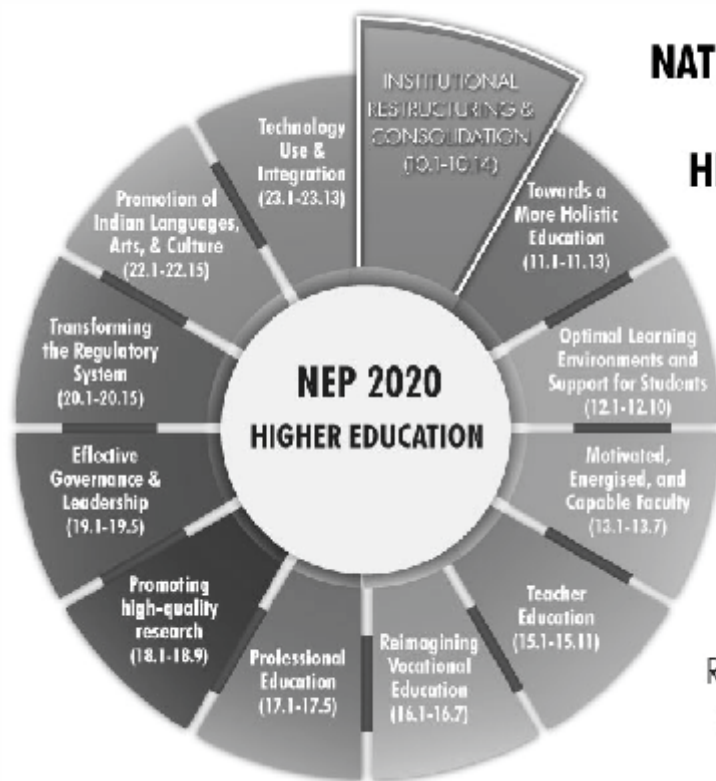 NAT
HI
INSTITUTIONAL
RESTRUCTURING &
CONSOLIDATION
(10.1-10.14)
Towards a
More Holistic
Education
(11.1-11.13)
Optimal Learning
Environments and
Support for Students
(12.1-12.10)
Motivated,
Energised, and
Capable Faculty
(13.1-13.7)
Teacher
Education
(15.1-15.11)
Reimagining
Vocational
Education
(16.1-16.7)
Professional
Education
(17.1-17.5)
Promoting
high-quality
research
(18.1-18.9)
Effective
Governance &
Leadership
(19.1-19.5)
Transforming
the Regulatory
System
(20.1-20.15)
Promotion of
Indian Languages,
Arts, & Culture
(22.1-22.15)
Technology
Use &
Integration
(23.1-23.13)
NEP 2020
HIGHER EDUCATION
R